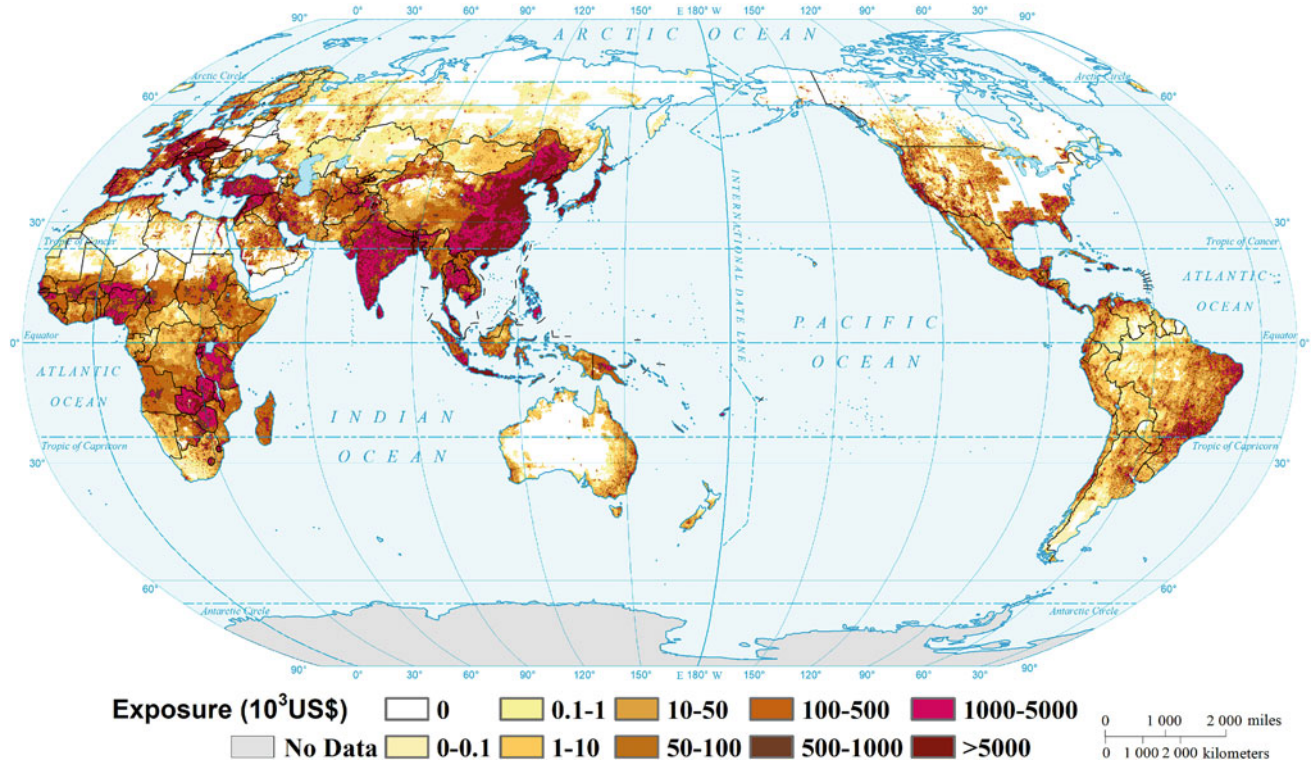 90° 60° 30° 0° 30° 60° 90° 120° 150° E 180° W 150° 120° 90° 60° 30° 90°
ARCTIC OCEAN
Arctic Circle Arctic Circle
60° 60°
30° 30°
Tropic of Cancer Tropic of Cancer
INTERNATIONAL DATE LINE
ATLANTIC
OCEAN
PACIFIC
OCEAN
Equator Equator
0° 0°
ATLANTIC
OCEAN
INDIAN
OCEAN
Tropic of Capricorn Tropic of Capricorn
30° 30°
60° 60°
Antarctic Circle Antarctic Circle
90° 30° 0° 30° 60° 90° 120° 150° E 180° W 150° 120° 90° 60° 30° 90°
Exposure (10³US$) 0 0.1-1 10-50 100-500 1000-5000
No Data 0-0.1 1-10 50-100 500-1000 >5000
0 1 000 2 000 miles
0 1 000 2 000 kilometers